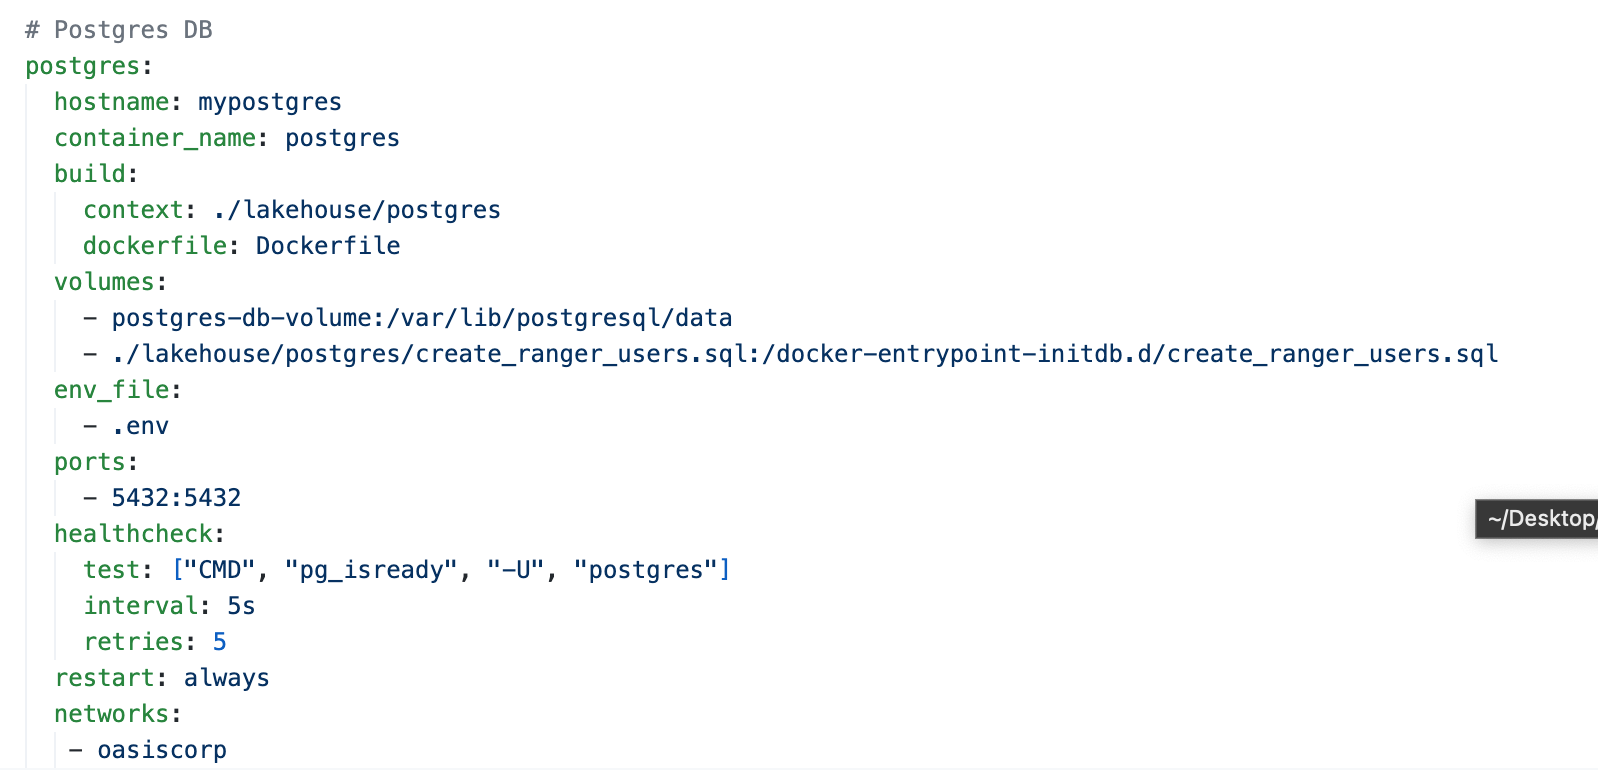 # Postgres DB
postgres:
  hostname: mypostgres
  container_name: postgres
  build:
    context: ./lakehouse/postgres
    dockerfile: Dockerfile
  volumes:
    - postgres-db-volume:/var/lib/postgresql/data
    - ./lakehouse/postgres/create_ranger_users.sql:/docker-entrypoint-initdb.d/create_ranger_users.sql
  env_file:
    - .env
  ports:
    - 5432:5432
~/Desktop/
  healthcheck:
    test: ["CMD", "pg_isready", "-U", "postgres"]
    interval: 5s
    retries: 5
  restart: always
  networks:
   - oasiscorp